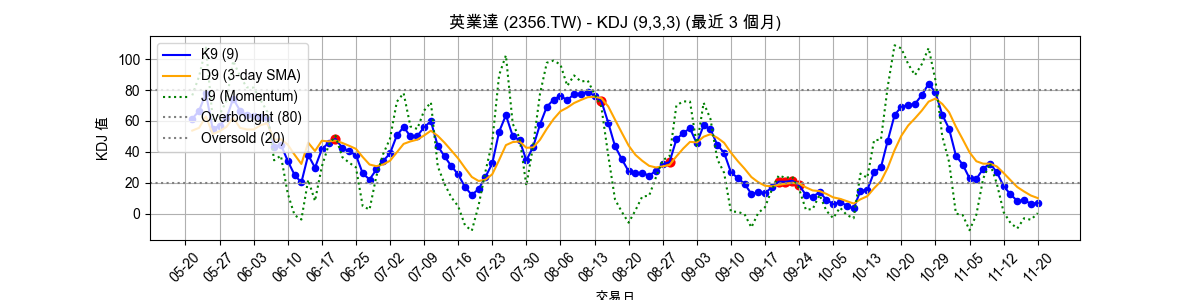 英業達 (2356.TW) - KDJ (9,3,3) (最近 3 個月)
K9 (9)
D9 (3-day SMA)
J9 (Momentum)
Overbought (80)
Oversold (20)
KDJ 值
100
80
60
40
20
0
05-20 05-27 06-03 06-10 06-17 06-25 07-02 07-09 07-16 07-23 07-30 08-06 08-13 08-20 08-27 09-03 09-10 09-17 09-24 10-05 10-13 10-20 10-29 11-05 11-12 11-20
交易日